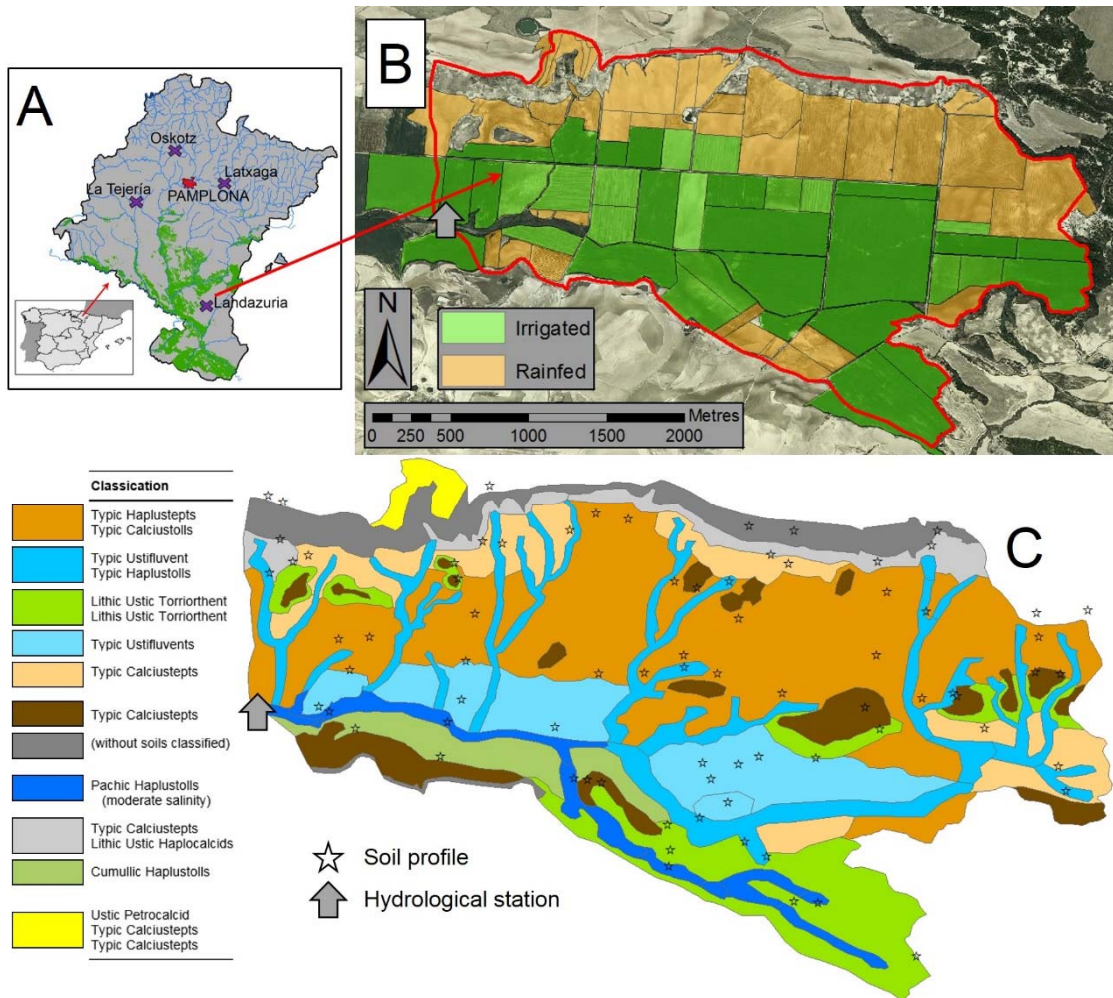 A
Oskotz
Latxaga
La Tejería
PAMPLONA
Landazuria
B
N
Irrigated
Rainfed
Metres
0 250 500 1000 1500 2000
Classication
Typic Haplustepts
Typic Calciustolls
Typic Ustifluvent
Typic Haplustolls
Lithic Ustic Torriorthent
Lithis Ustic Torriorthent
Typic Ustifluvents
Typic Calciustepts
Typic Calciustepts
(without soils classified)
Pachic Haplustolls
(moderate salinity)
Typic Calciustepts
Lithic Ustic Haplocalcids
Cumullic Haplustolls
Ustic Petrocalcid
Typic Calciustepts
Typic Calciustepts
C
Soil profile
Hydrological station